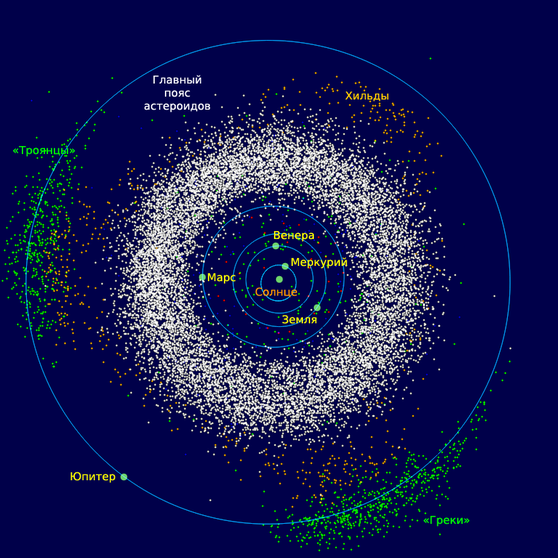 Главный
пояс
астероидов
Хильды
«Троянцы»
Венера
Меркурий
Марс
Солнце
Земля
Юпитер
«Греки»